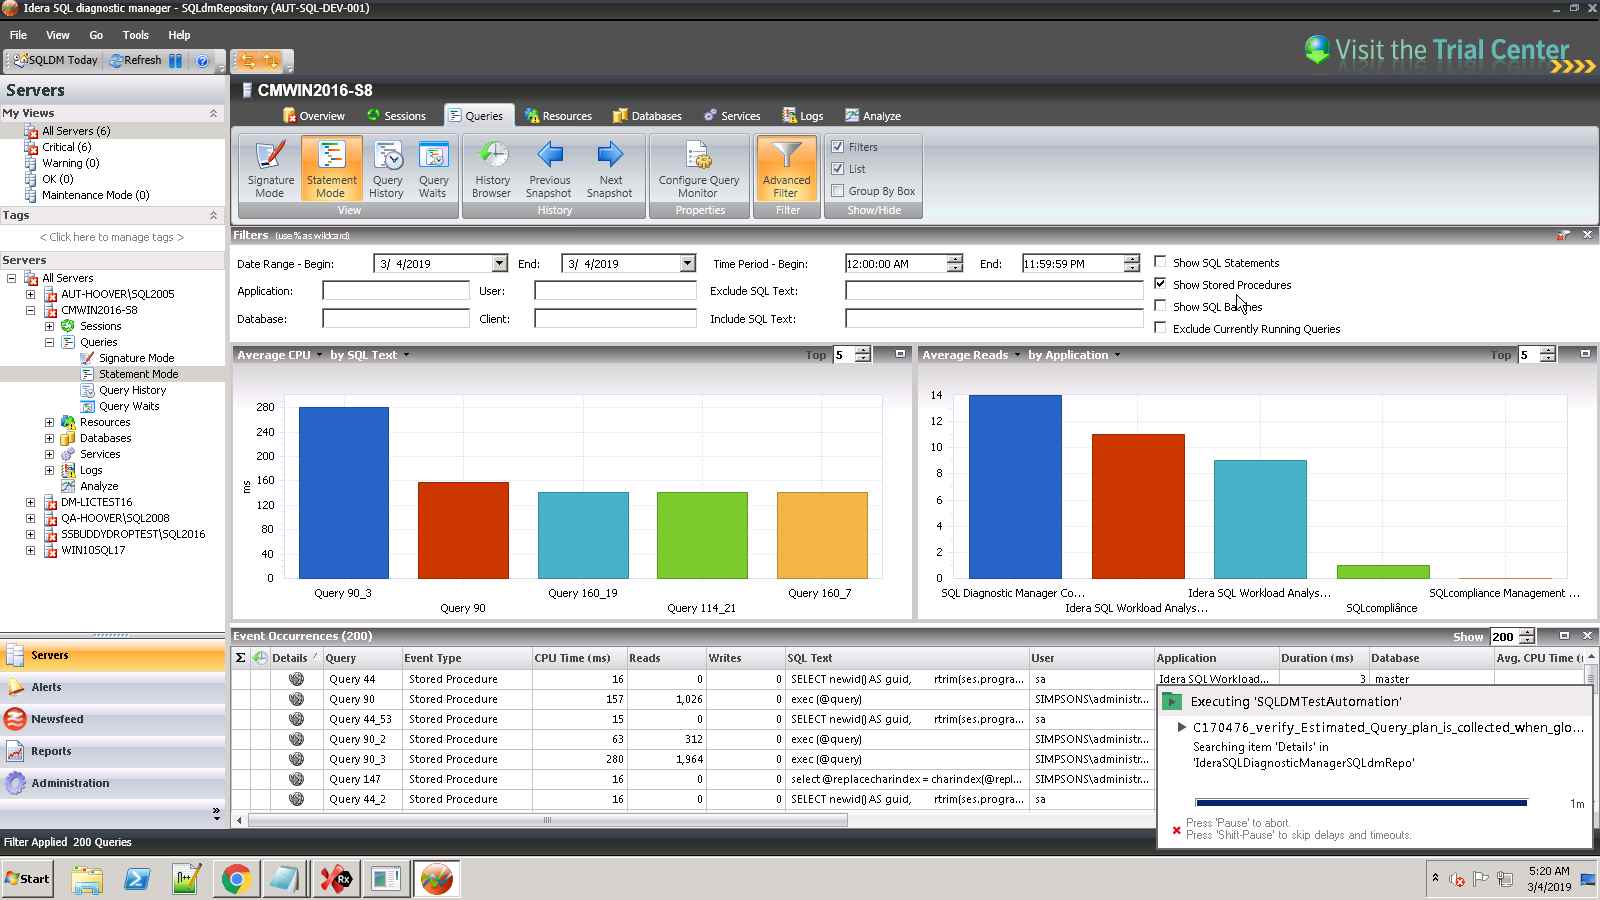 Idera SQL diagnostic manager - SQLdmRepository (AUT-SQL-DEV-001)
File View Go Tools Help
SQLDM Today Refresh
Visit the Trial Center
Servers
My Views
All Servers (6)
Critical (6)
Warning (0)
OK (0)
Maintenance Mode (0)
Tags
< Click here to manage tags >
Servers
All Servers
AUT-HOOVER\SQL2005
CMWIN2016-S8
Sessions
Queries
Signature Mode
Statement Mode
Query History
Query Waits
Resources
Databases
Services
Logs
Analyze
DM-LICTEST16
QA-HOOVER\SQL2008
SSBUDDYDROPTEST\SQL2016
WIN10SQL17
Servers
Alerts
Newsfeed
Reports
Administration
CMWIN2016-S8
Overview Sessions Queries Resources Databases Services Logs Analyze
Signature Mode
Statement Mode
Query History
Query Waits
View
History Browser
Previous Snapshot
Next Snapshot
History
Configure Query Monitor
Properties
Advanced Filter
Filter
Filters
List
Group By Box
Show/Hide
Filters (use % as wildcard)
Date Range - Begin: 3/ 4/2019 End: 3/ 4/2019 Time Period - Begin: 12:00:00 AM End: 11:59:59 PM Show SQL Statements
Show Stored Procedures
Application: User: Exclude SQL Text:
Show SQL Batches
Database: Client: Include SQL Text:
Exclude Currently Running Queries
Average CPU by SQL Text Top 5
280
240
200
160
120
80
40
0
ms
Query 90_3 Query 90 Query 160_19 Query 114_21 Query 160_7
Average Reads by Application Top 5
14
12
10
8
6
4
2
0
SQL Diagnostic Manager Co... Idera SQL Workload Analys... Idera SQL Workload Analys... SQLcompliance SQLcompliance Management ...
Event Occurrences (200) Show 200
Σ Details Query Event Type CPU Time (ms) Reads Writes SQL Text User Application Duration (ms) Database Avg. CPU Time (
Query 44 Stored Procedure 16 0 0 SELECT newid() AS guid, rtrim(ses.progra... sa Idera SQL Workload... 3 master
Query 90 Stored Procedure 157 1,026 0 exec (@query) SIMPSONS\administr...
Query 44_53 Stored Procedure 15 0 0 SELECT newid() AS guid, rtrim(ses.progra... sa
Query 90_2 Stored Procedure 63 312 0 exec (@query) SIMPSONS\administr...
Query 90_3 Stored Procedure 280 1,964 0 exec (@query) SIMPSONS\administr...
Query 147 Stored Procedure 16 0 0 select @replacecharindex = charindex(@repl... SIMPSONS\administr...
Query 44_2 Stored Procedure 16 0 0 SELECT newid() AS guid, rtrim(ses.progra... sa
Executing 'SQLDMTestAutomation'
C170476_verify_Estimated_Query_plan_is_collected_when_glo...
Searching item 'Details' in
'IderaSQLDiagnosticManagerSQLdmRepo'
1m
Press 'Pause' to abort.
Press 'Shift-Pause' to skip delays and timeouts.
Filter Applied 200 Queries
Start
Rx
5:20 AM
3/4/2019